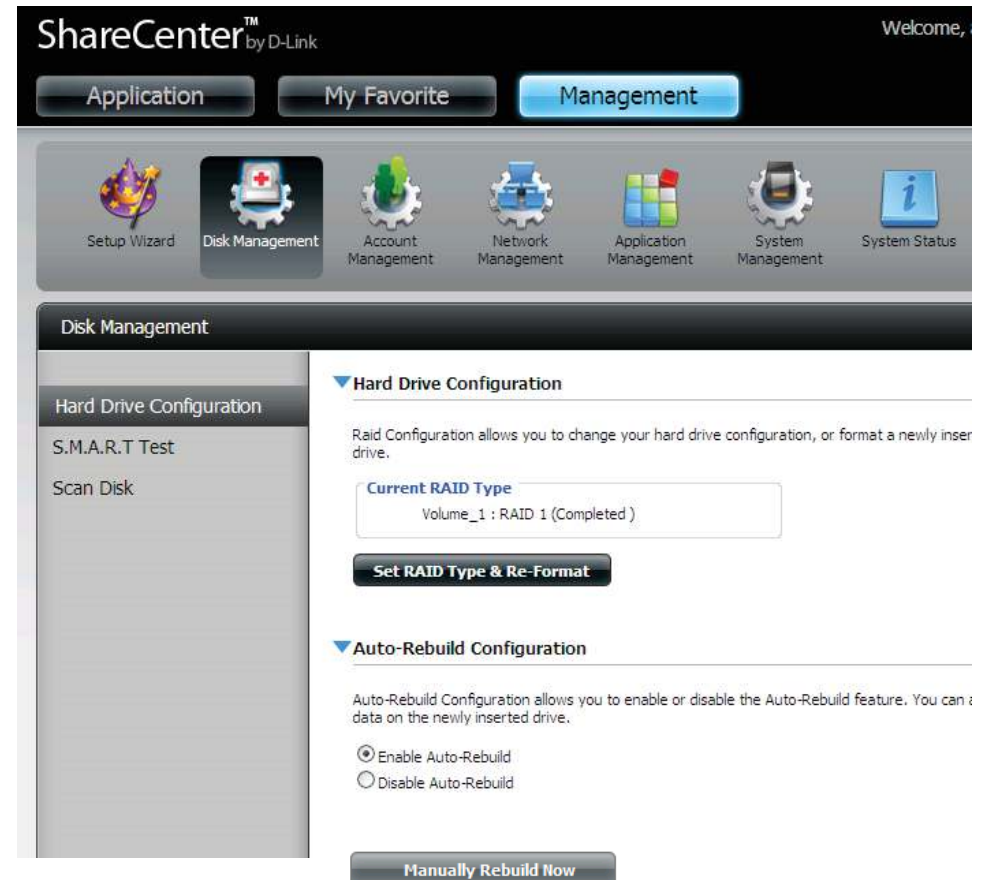 ShareCenter™ by D-Link
Welcome,
Application
My Favorite
Management
Setup Wizard
Disk Management
Account Management
Network Management
Application Management
System Management
System Status
Disk Management
Hard Drive Configuration
S.M.A.R.T Test
Scan Disk
Hard Drive Configuration
Raid Configuration allows you to change your hard drive configuration, or format a newly inser
drive.
Current RAID Type
Volume_1 : RAID 1 (Completed )
Set RAID Type & Re-Format
Auto-Rebuild Configuration
Auto-Rebuild Configuration allows you to enable or disable the Auto-Rebuild feature. You can
data on the newly inserted drive.
Enable Auto-Rebuild
Disable Auto-Rebuild
Manually Rebuild Now